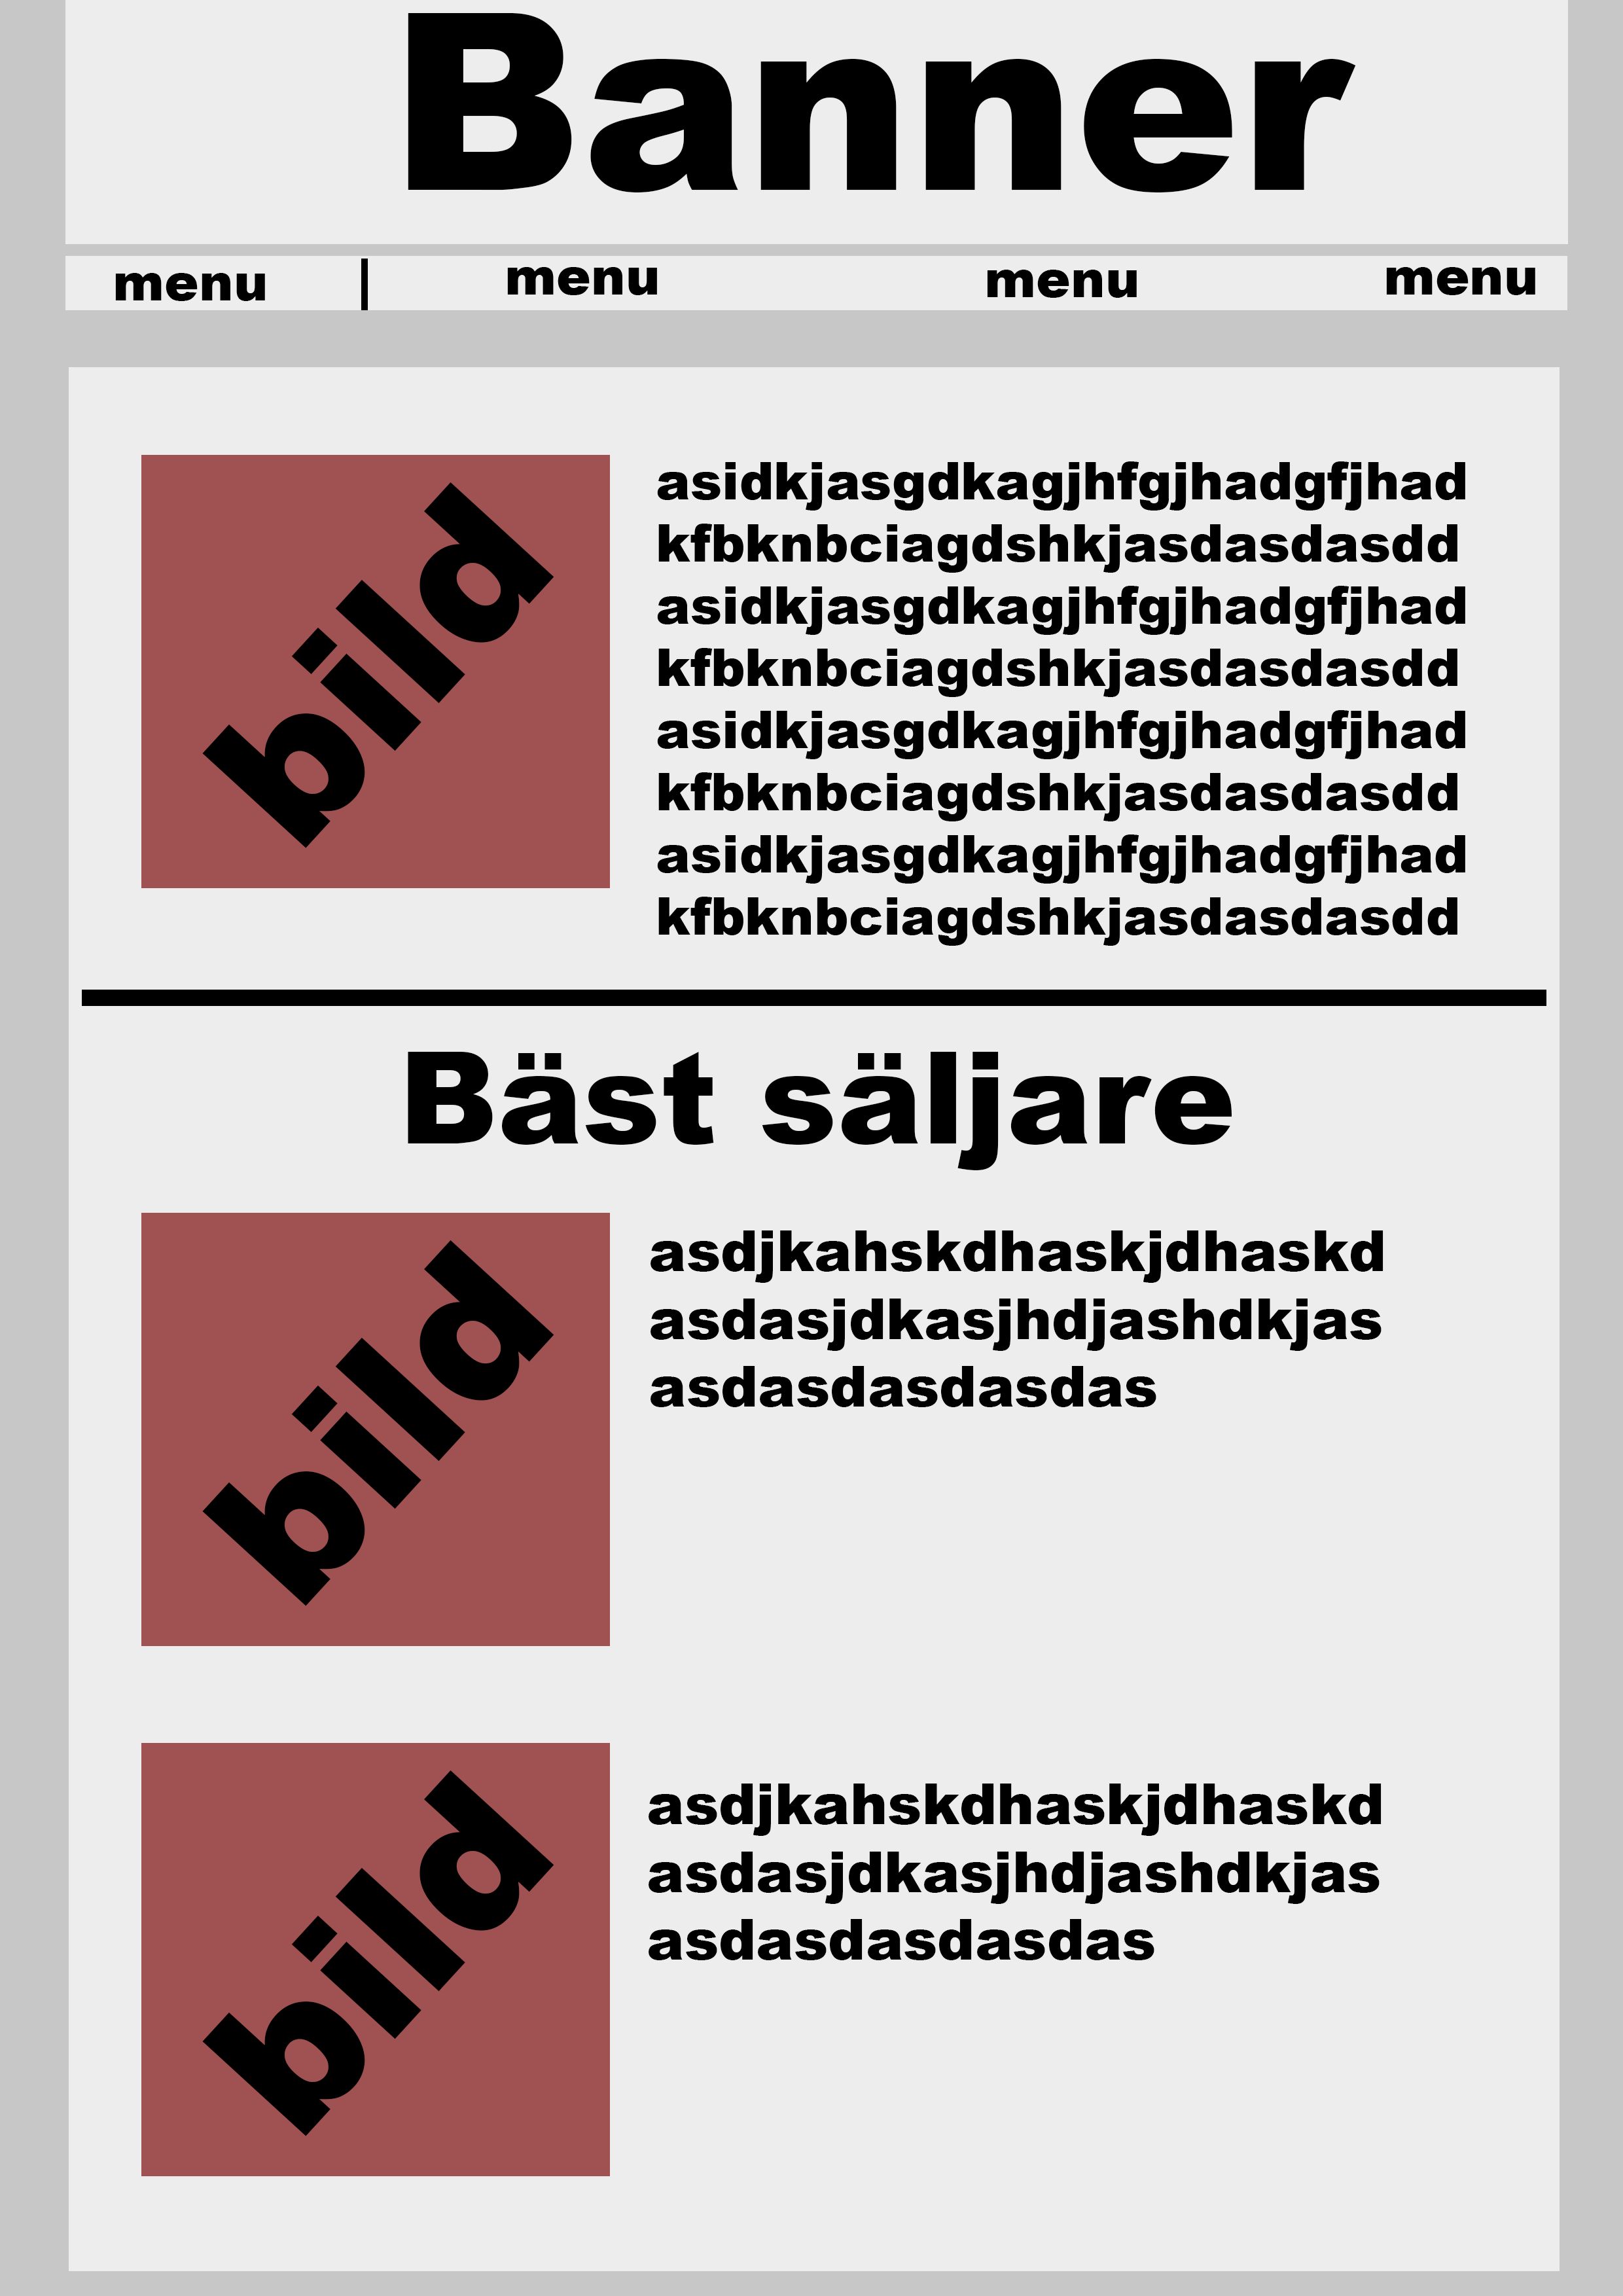 Banner
menu menu menu menu
bild
asidkjasgdkagjhfgjhadgfjhad
kfbknbciagdshkjasdasdasdd
asidkjasgdkagjhfgjhadgfjhad
kfbknbciagdshkjasdasdasdd
asidkjasgdkagjhfgjhadgfjhad
kfbknbciagdshkjasdasdasdd
asidkjasgdkagjhfgjhadgfjhad
kfbknbciagdshkjasdasdasdd
Bäst säljare
bild
asdjkahskdhaskjdhaskd
asdasjdkasjhdjashdkjas
asdasdasdasdas
bild
asdjkahskdhaskjdhaskd
asdasjdkasjhdjashdkjas
asdasdasdasdas